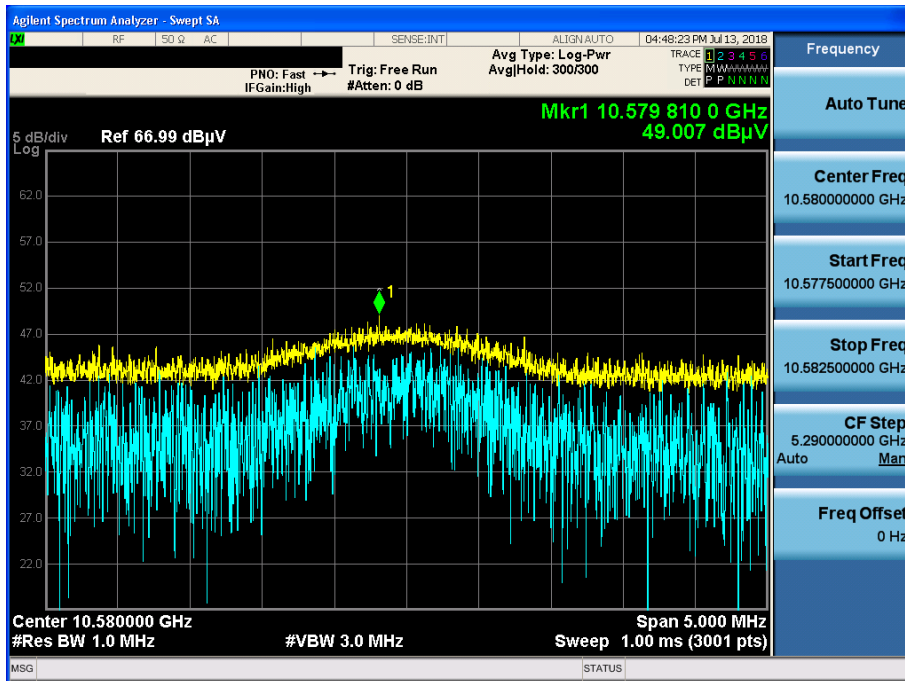 Agilent Spectrum Analyzer - Swept SA
LXI RF 50 Ω AC SENSE:INT ALIGN AUTO 04:48:23 PM Jul 13, 2018
Frequency
Avg Type: Log-Pwr TRACE 1 2 3 4 5 6
PNO: Fast Trig: Free Run Avg|Hold: 300/300 TYPE M W W W W W
IFGain:High #Atten: 0 dB DET P P N N N N
Auto Tune
Mkr1 10.579 810 0 GHz
49.007 dBµV
5 dB/div Ref 66.99 dBµV
Log
Center Freq
10.580000000 GHz
62.0
57.0
Start Freq
10.577500000 GHz
52.0
1
47.0
Stop Freq
10.582500000 GHz
42.0
37.0
CF Step
5.290000000 GHz
Auto Man
32.0
27.0
Freq Offset
0 Hz
22.0
Center 10.580000 GHz Span 5.000 MHz
#Res BW 1.0 MHz #VBW 3.0 MHz Sweep 1.00 ms (3001 pts)
MSG STATUS